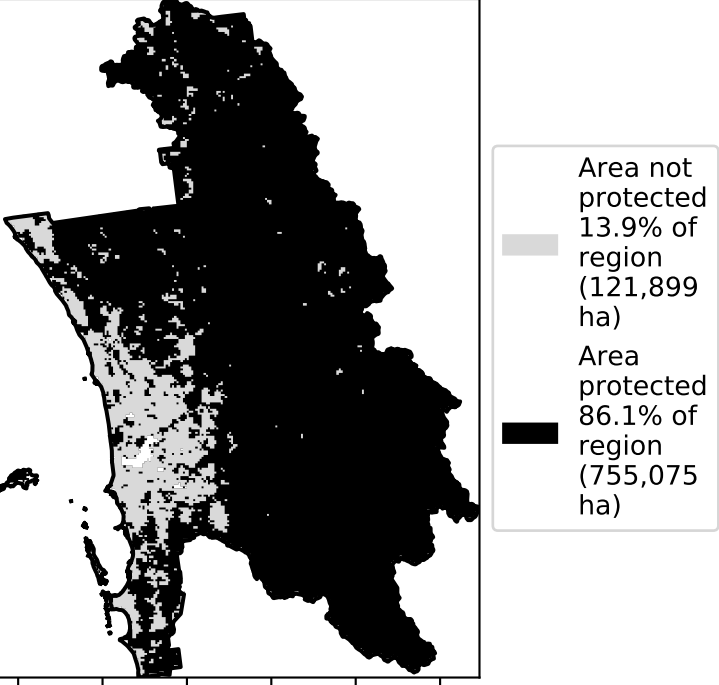 Area not
protected
13.9% of
region
(121,899
ha)
Area
protected
86.1% of
region
(755,075
ha)